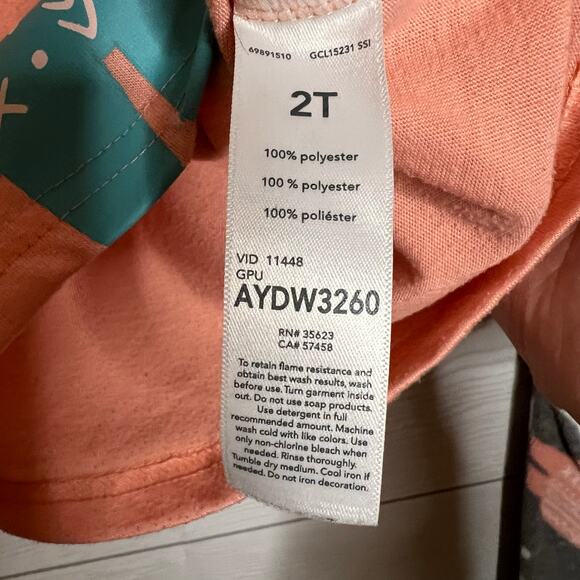 69891510 GCL15231 SSI
2T
100% polyester
100 % polyester
100% poliéster
VID 11448
GPU
AYDW3260
RN# 35623
CA# 57458
To retain flame resistance and
obtain best wash results, wash
before use. Turn garment inside
out. Do not use soap products.
Use detergent in full
recommended amount. Machine
wash cold with like colors. Use
only non-chlorine bleach when
needed. Rinse thoroughly.
Tumble dry medium. Cool iron if
needed. Do not iron decoration.